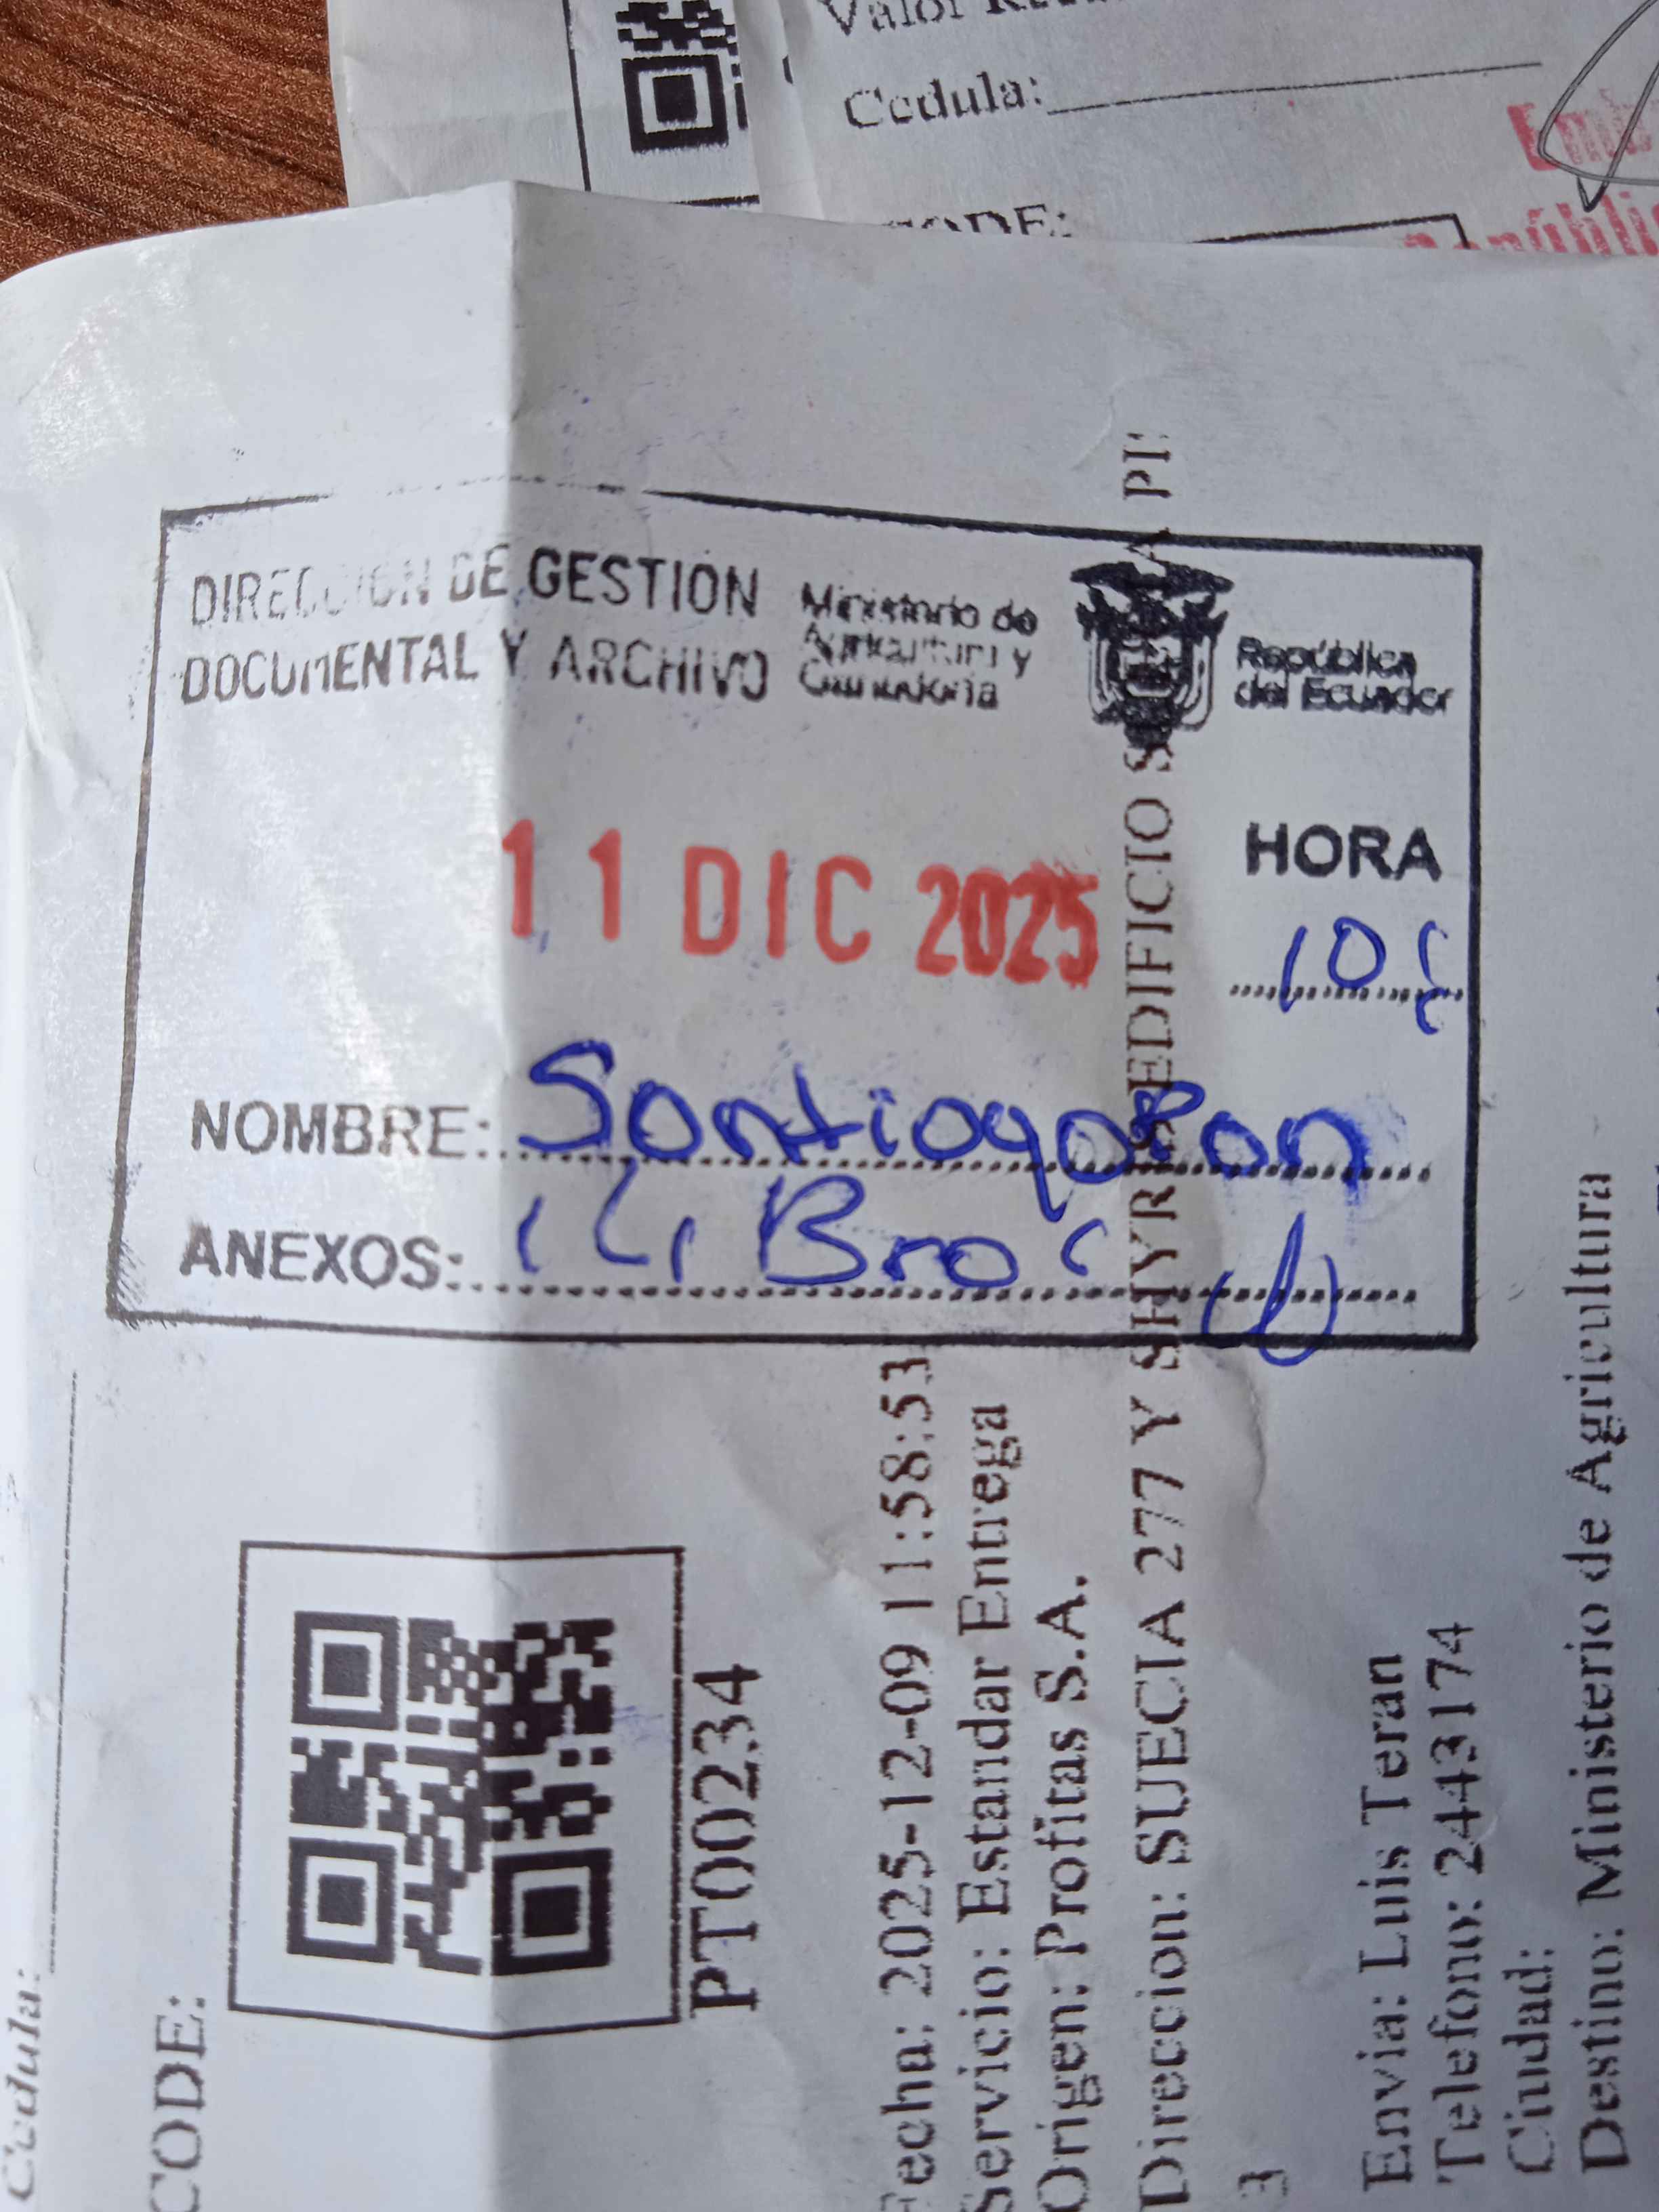 Valor
Cedula:
CODE:
DIRECCION DE GESTION
DOCUMENTAL Y ARCHIVO
Ministerio de
Agricultura y
Ganadería
República
del Ecuador
11 DIC 2025
HORA
NOMBRE: Santiago
ANEXOS:
Cedula:
CODE:
PT00234
Fecha: 2025-12-09 11:58:53
Servicio: Estandar Entrega
Origen: Profitas S.A.
Direccion: SUECIA 277 Y SHYRIS EDIFICIO
3
Envia: Luis Teran
Telefono: 2443174
Ciudad:
Destino: Ministerio de Agricultura